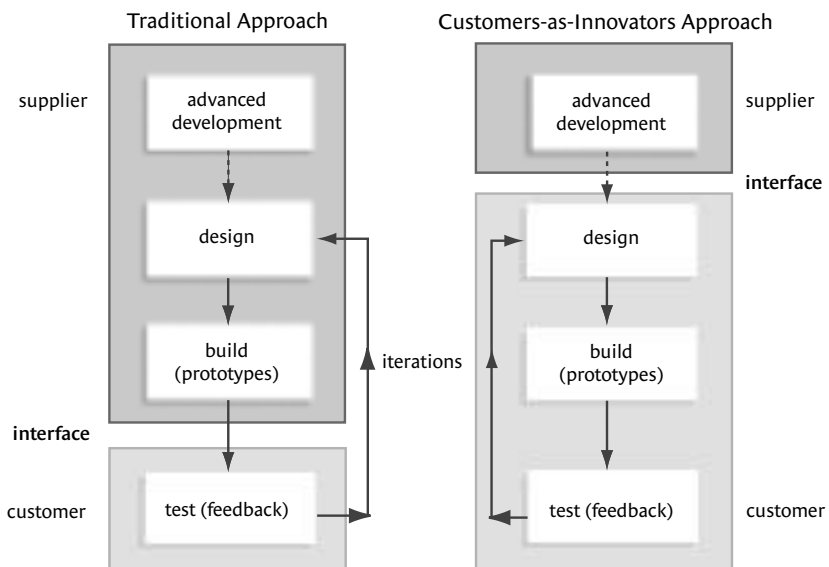 Traditional Approach
supplier
advanced
development
design
build
(prototypes)
iterations
interface
customer
test (feedback)
Customers-as-Innovators Approach
advanced
development
supplier
interface
design
build
(prototypes)
test (feedback)
customer